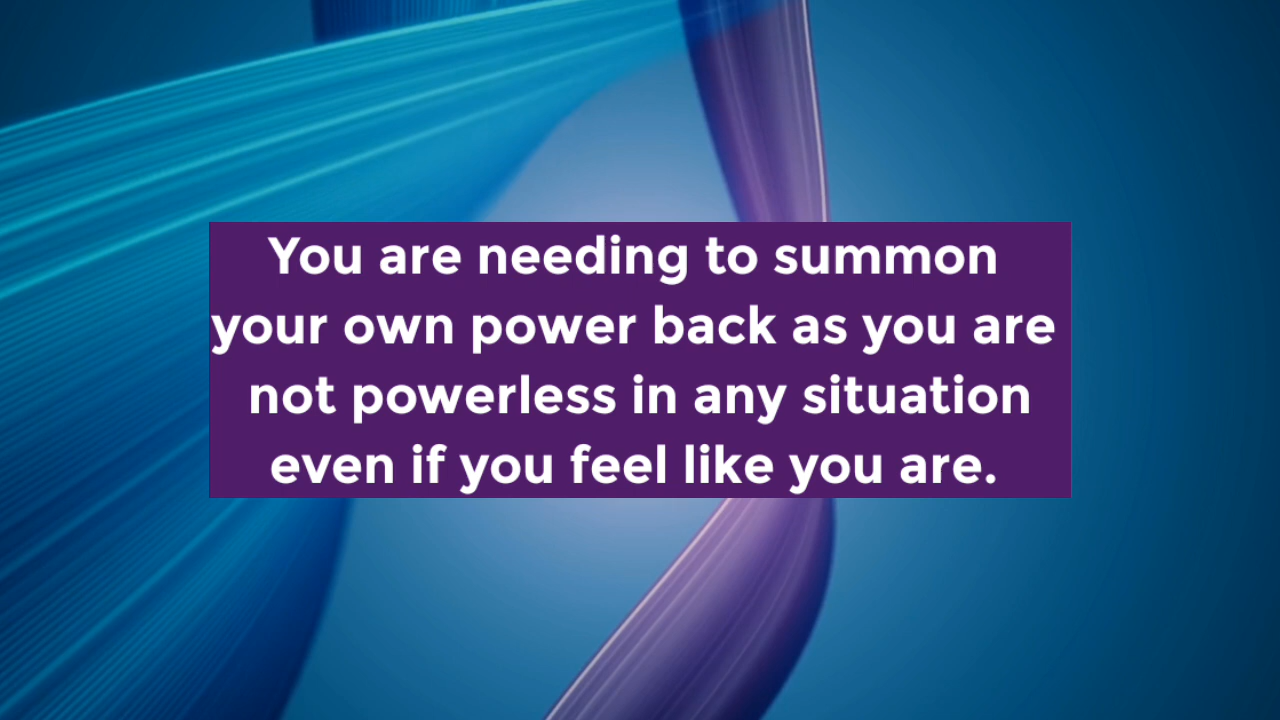 You are needing to summon
your own power back as you are
not powerless in any situation
even if you feel like you are.